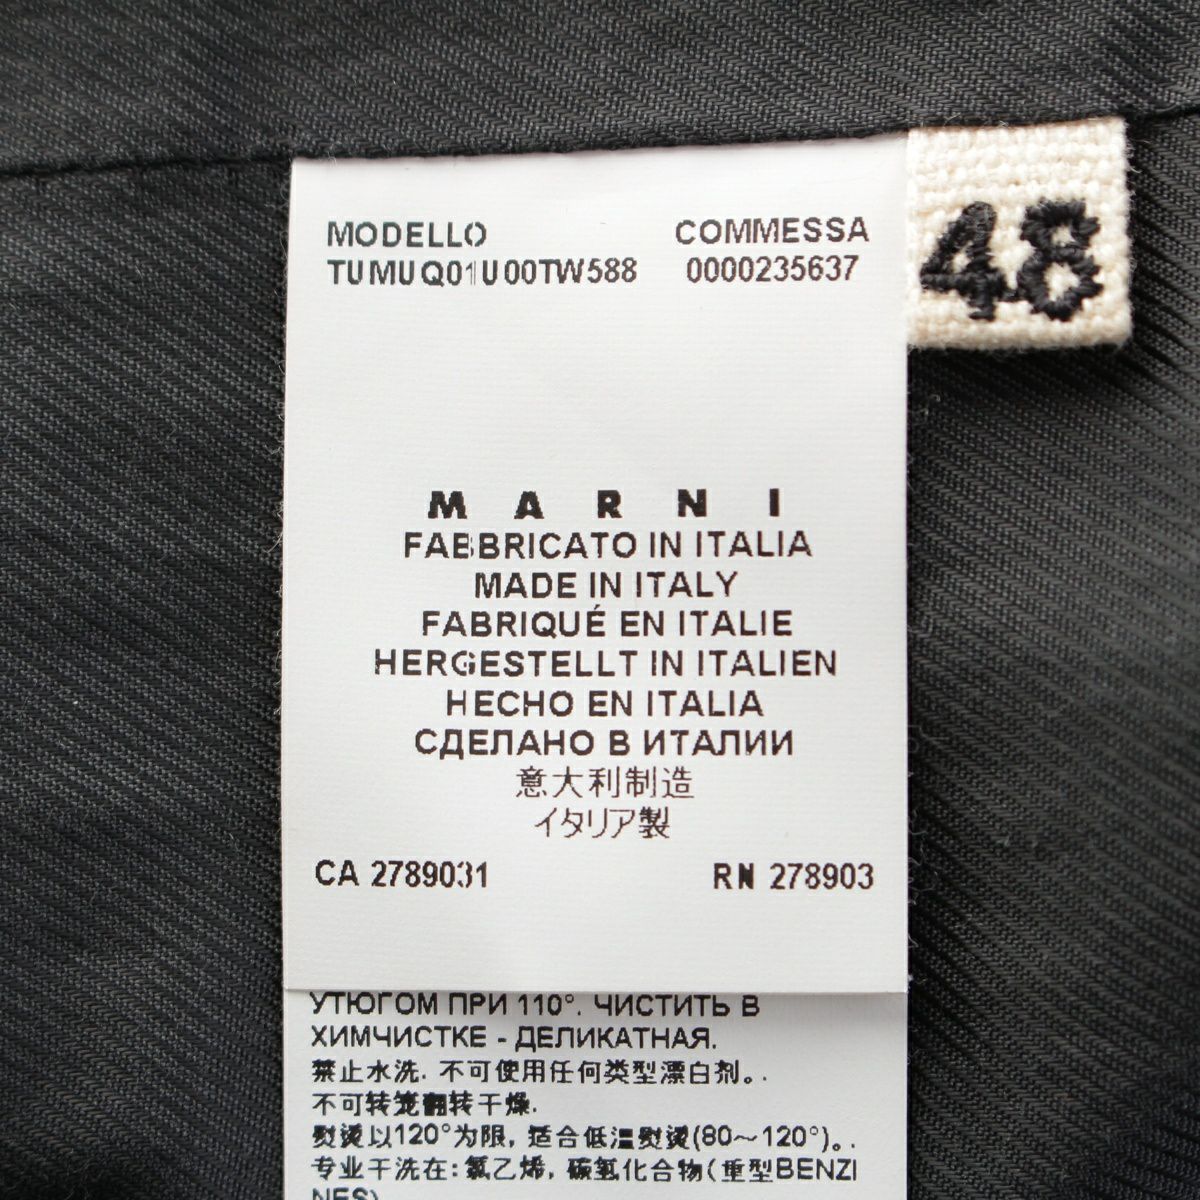 MODELLO COMMESSA
TUMUQ01U00TW588 0000235637
48
MARNI
FABBRICATO IN ITALIA
MADE IN ITALY
FABRIQUÉ EN ITALIE
HERGESTELLT IN ITALIEN
HECHO EN ITALIA
СДЕЛАНО В ИТАЛИИ
意大利制造
イタリア製
CA 2789031 RN 278903
УТЮГОМ ПРИ 110°. ЧИСТИТЬ В
ХИМЧИСТКЕ - ДЕЛИКАТНАЯ.
禁止水洗. 不可使用任何类型漂白剂。.
不可转笼翻转干燥.
熨烫以120°为限, 适合低温熨烫(80～120°)。.
专业干洗在: 氯乙烯, 碳氢化合物(重型BENZI
NES)